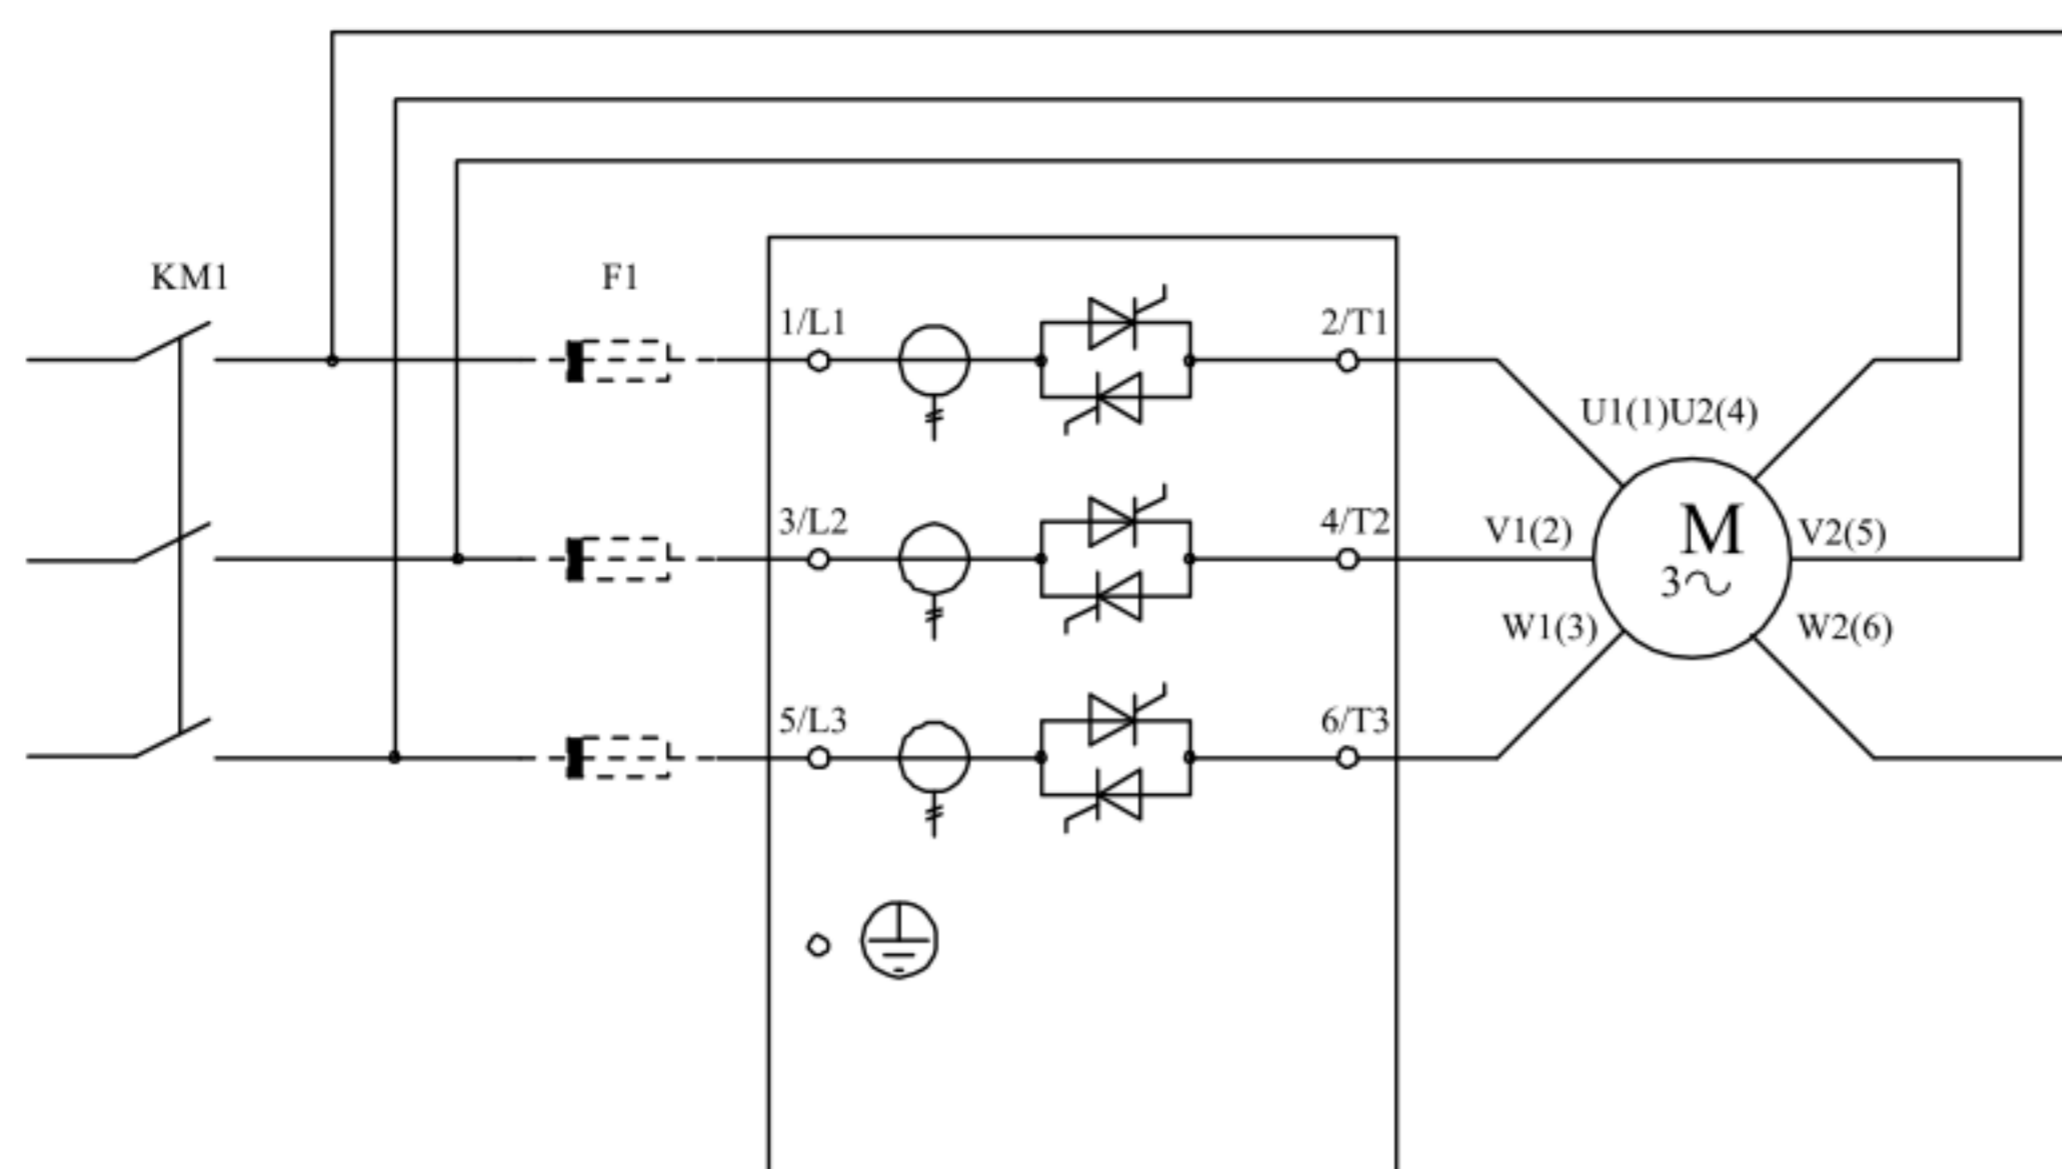 KM1
F1
1/L1
2/T1
U1(1)U2(4)
3/L2
4/T2
V1(2)
M
3~
V2(5)
W1(3)
W2(6)
5/L3
6/T3